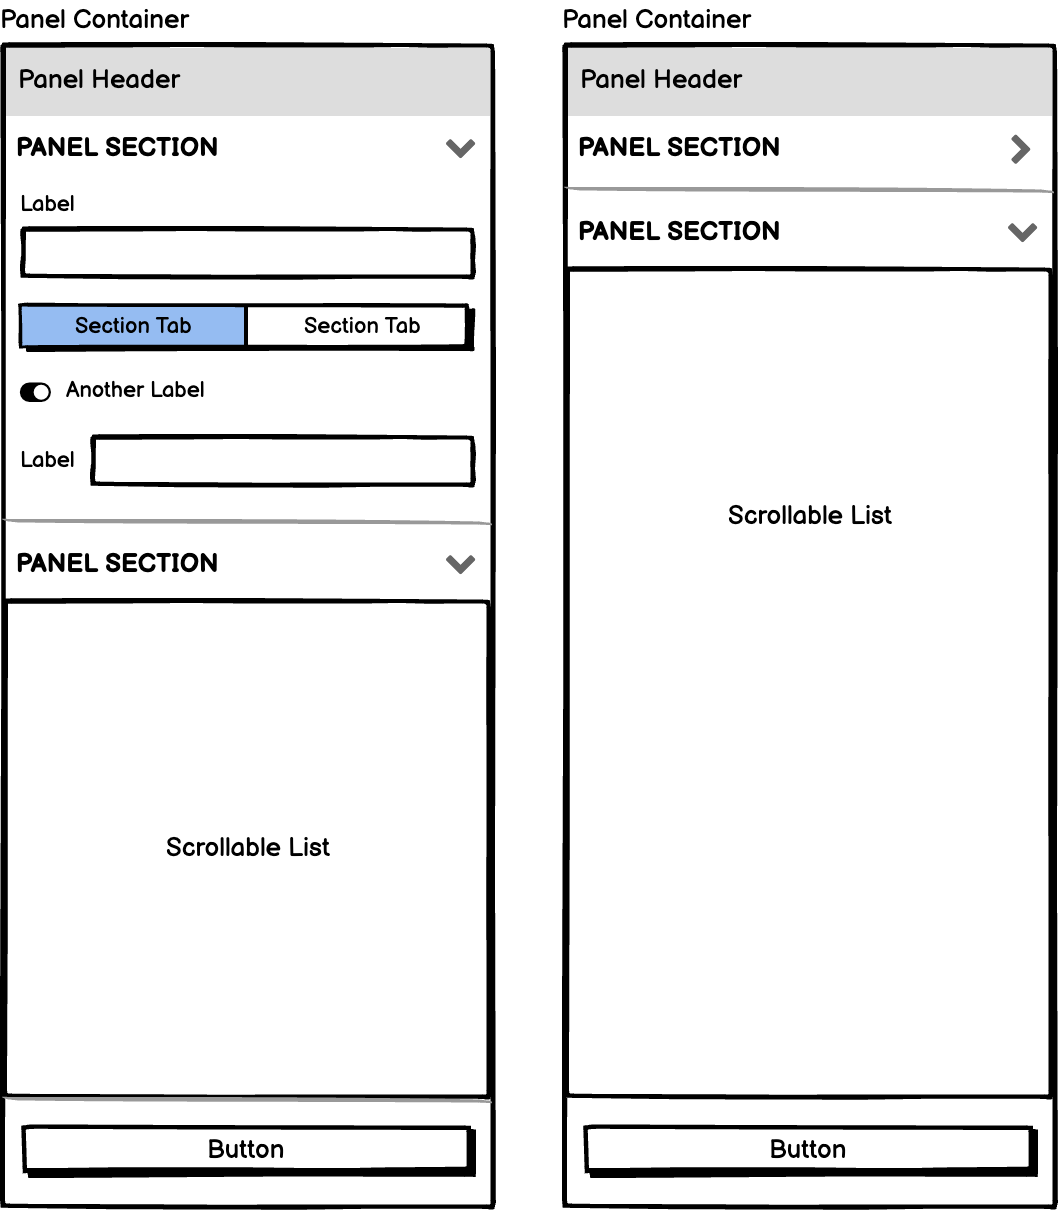 Panel Container
Panel Header
PANEL SECTION
Label
Section Tab
Section Tab
Another Label
Label
PANEL SECTION
Scrollable List
Button
Panel Container
Panel Header
PANEL SECTION
PANEL SECTION
Scrollable List
Button